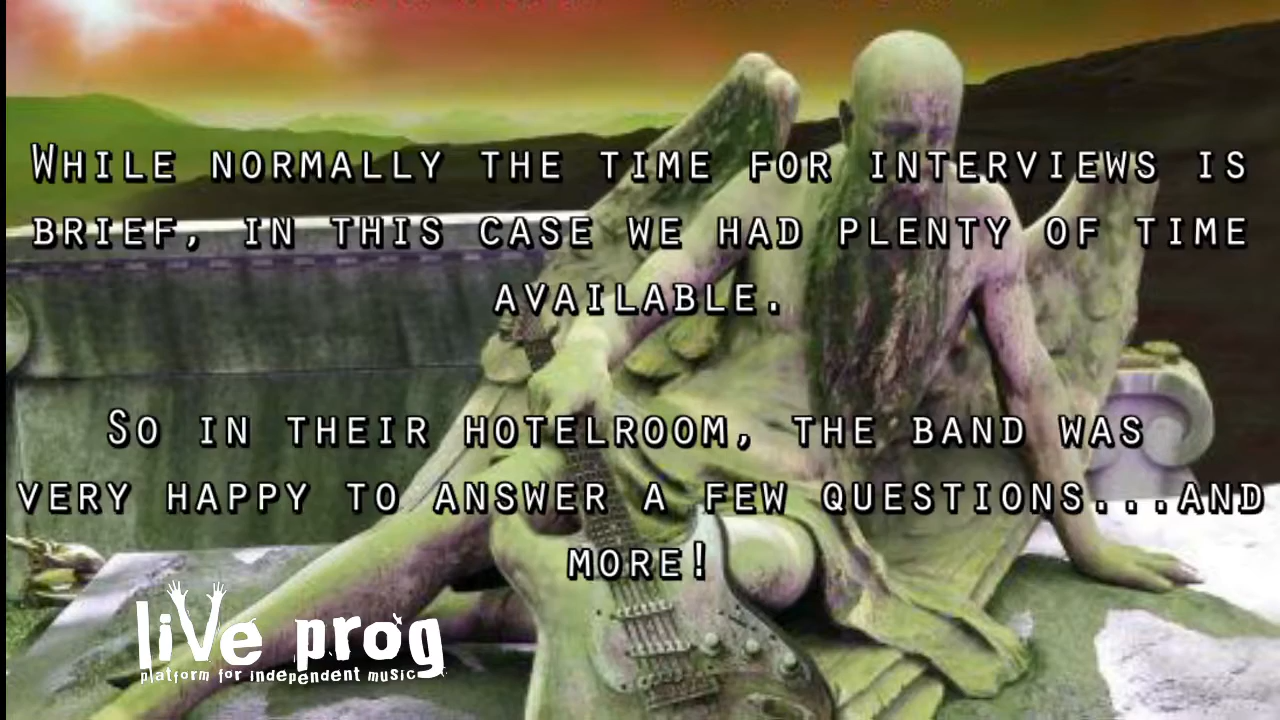 While normally the time for interviews is
brief, in this case we had plenty of time
available.
So in their hotelroom, the band was
very happy to answer a few questions...and
more!
live prog
platform for independent music